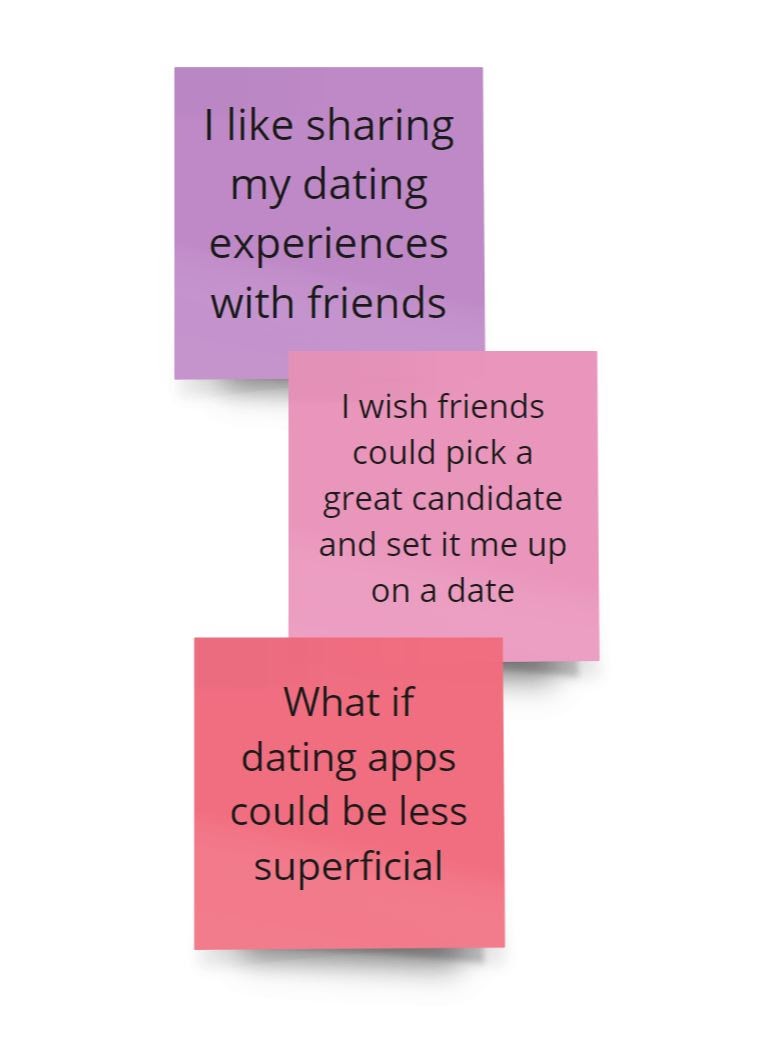 I like sharing
my dating
experiences
with friends
I wish friends
could pick a
great candidate
and set it me up
on a date
What if
dating apps
could be less
superficial